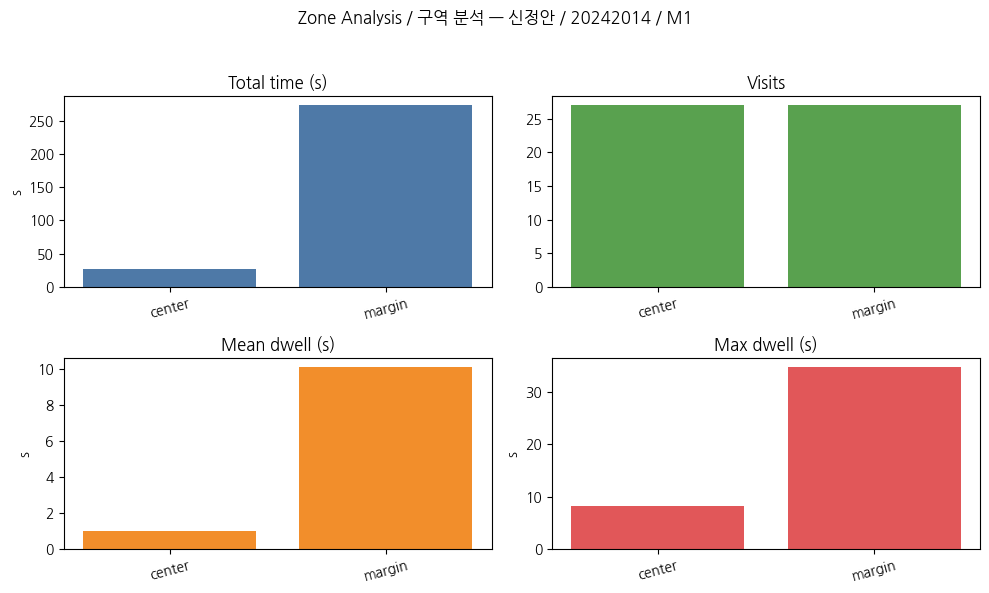 Zone Analysis / 구역 분석 — 신정안 / 20242014 / M1
Total time (s)
s
250
200
150
100
50
0
center margin
Visits
25
20
15
10
5
0
center margin
Mean dwell (s)
s
10
8
6
4
2
0
center margin
Max dwell (s)
s
30
20
10
0
center margin